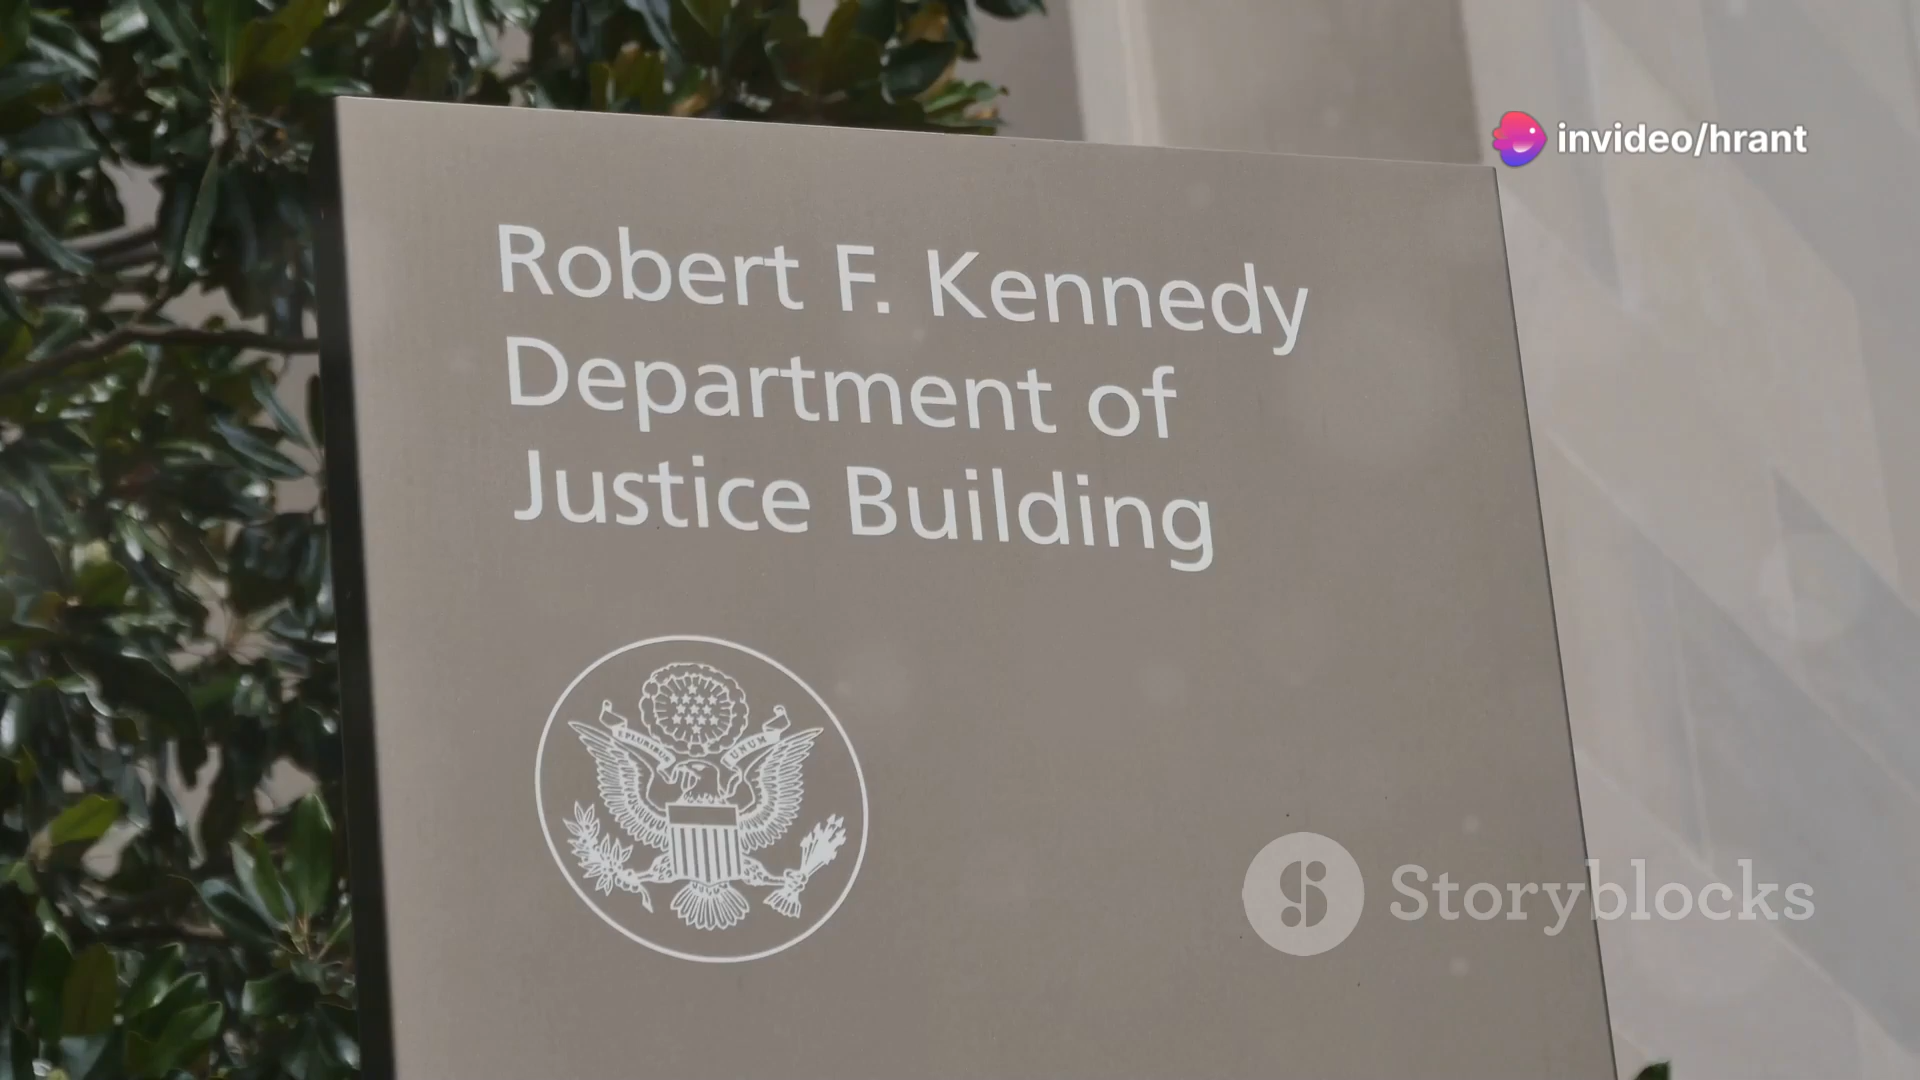 invideo/hrant
Robert F. Kennedy
Department of
Justice Building
E PLURIBUS UNUM
Storyblocks